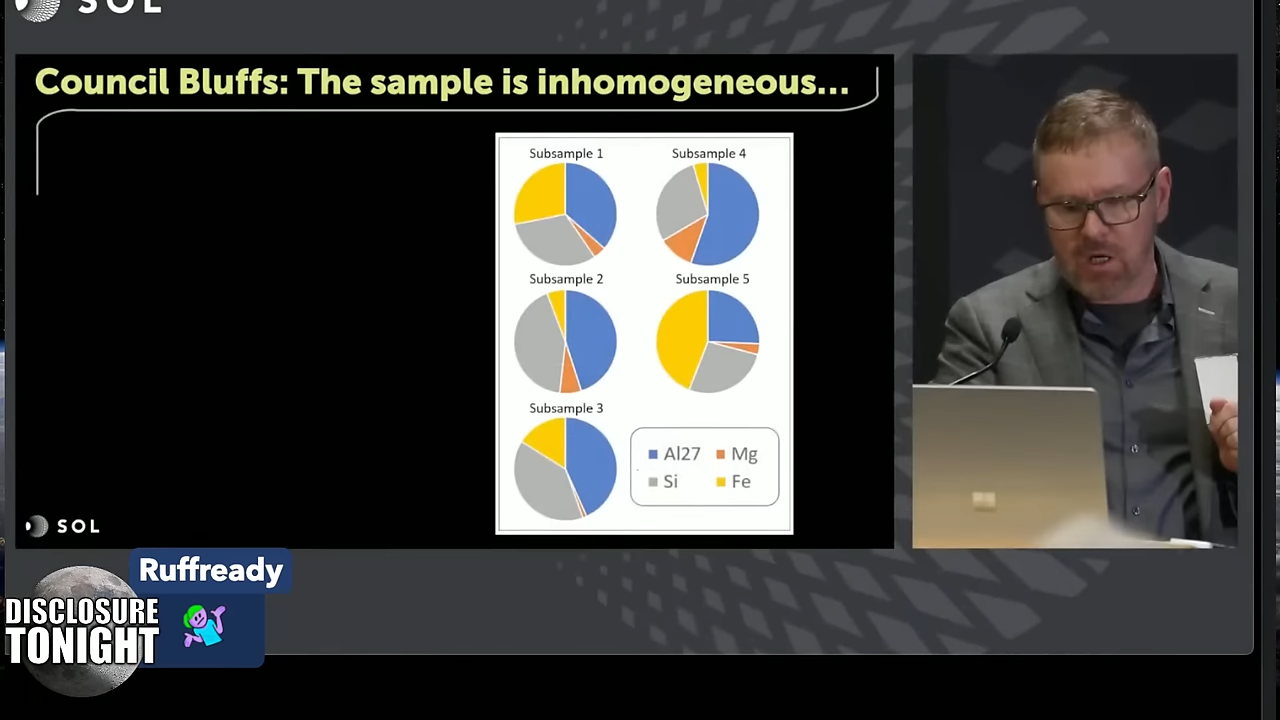 SOL
Council Bluffs: The sample is inhomogeneous...
Subsample 1
Subsample 4
Subsample 2
Subsample 5
Subsample 3
Al27
Mg
Si
Fe
SOL
Ruffready
DISCLOSURE
TONIGHT